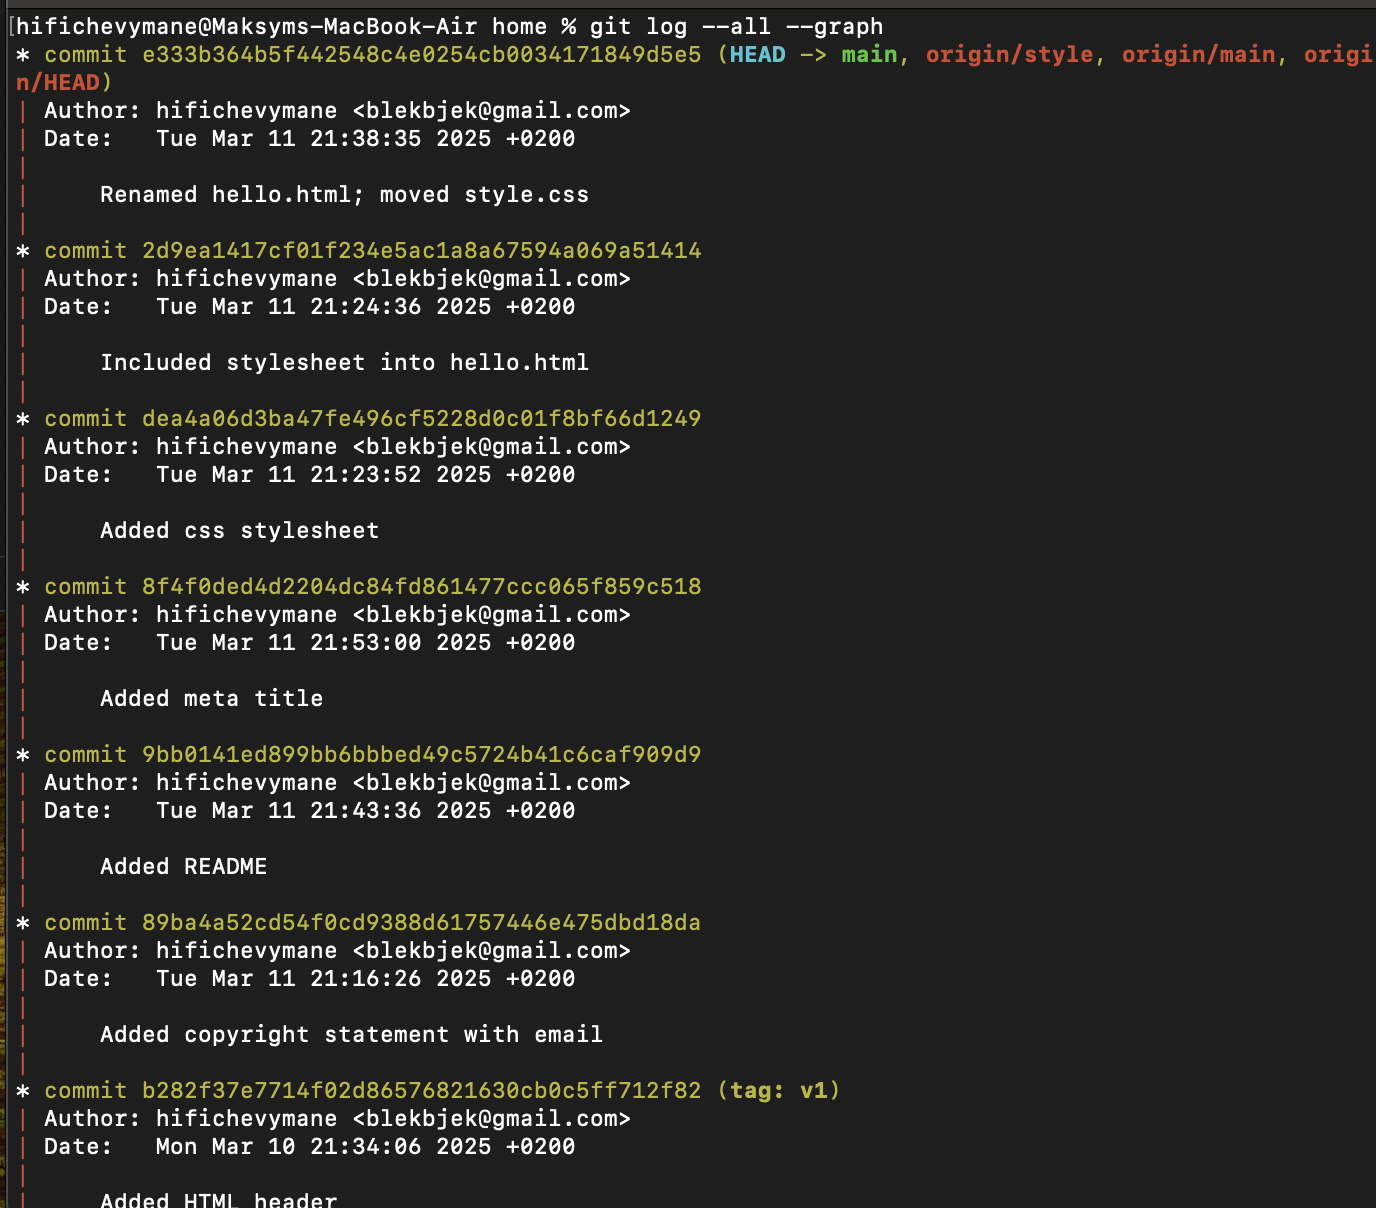 [hifichevymane@Maksyms-MacBook-Air home % git log --all --graph
* commit e333b364b5f442548c4e0254cb0034171849d5e5 (HEAD -> main, origin/style, origin/main, origi
n/HEAD)
| Author: hifichevymane <blekbjek@gmail.com>
| Date:   Tue Mar 11 21:38:35 2025 +0200
|
|     Renamed hello.html; moved style.css
|
* commit 2d9ea1417cf01f234e5ac1a8a67594a069a51414
| Author: hifichevymane <blekbjek@gmail.com>
| Date:   Tue Mar 11 21:24:36 2025 +0200
|
|     Included stylesheet into hello.html
|
* commit dea4a06d3ba47fe496cf5228d0c01f8bf66d1249
| Author: hifichevymane <blekbjek@gmail.com>
| Date:   Tue Mar 11 21:23:52 2025 +0200
|
|     Added css stylesheet
|
* commit 8f4f0ded4d2204dc84fd861477ccc065f859c518
| Author: hifichevymane <blekbjek@gmail.com>
| Date:   Tue Mar 11 21:53:00 2025 +0200
|
|     Added meta title
|
* commit 9bb0141ed899bb6bbbed49c5724b41c6caf909d9
| Author: hifichevymane <blekbjek@gmail.com>
| Date:   Tue Mar 11 21:43:36 2025 +0200
|
|     Added README
|
* commit 89ba4a52cd54f0cd9388d61757446e475dbd18da
| Author: hifichevymane <blekbjek@gmail.com>
| Date:   Tue Mar 11 21:16:26 2025 +0200
|
|     Added copyright statement with email
|
* commit b282f37e7714f02d86576821630cb0c5ff712f82 (tag: v1)
| Author: hifichevymane <blekbjek@gmail.com>
| Date:   Mon Mar 10 21:34:06 2025 +0200
|
|     Added HTML header